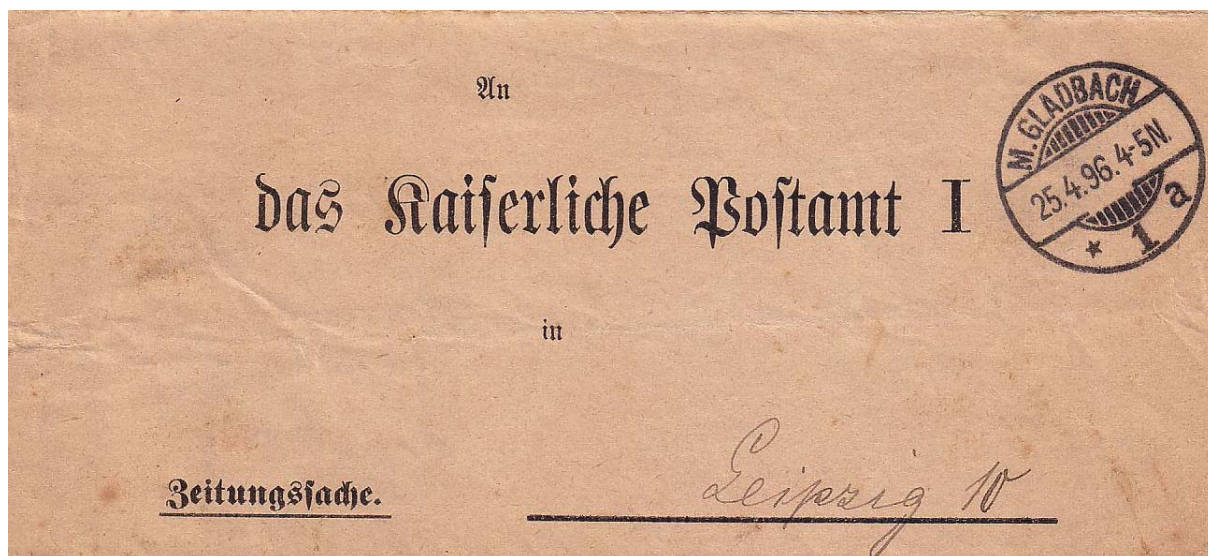 An
das Kaiserliche Postamt I
in
Leipzig 10
Zeitungssache.
M. GLADBACH
25.4.96. 4-5N.
* 1 a